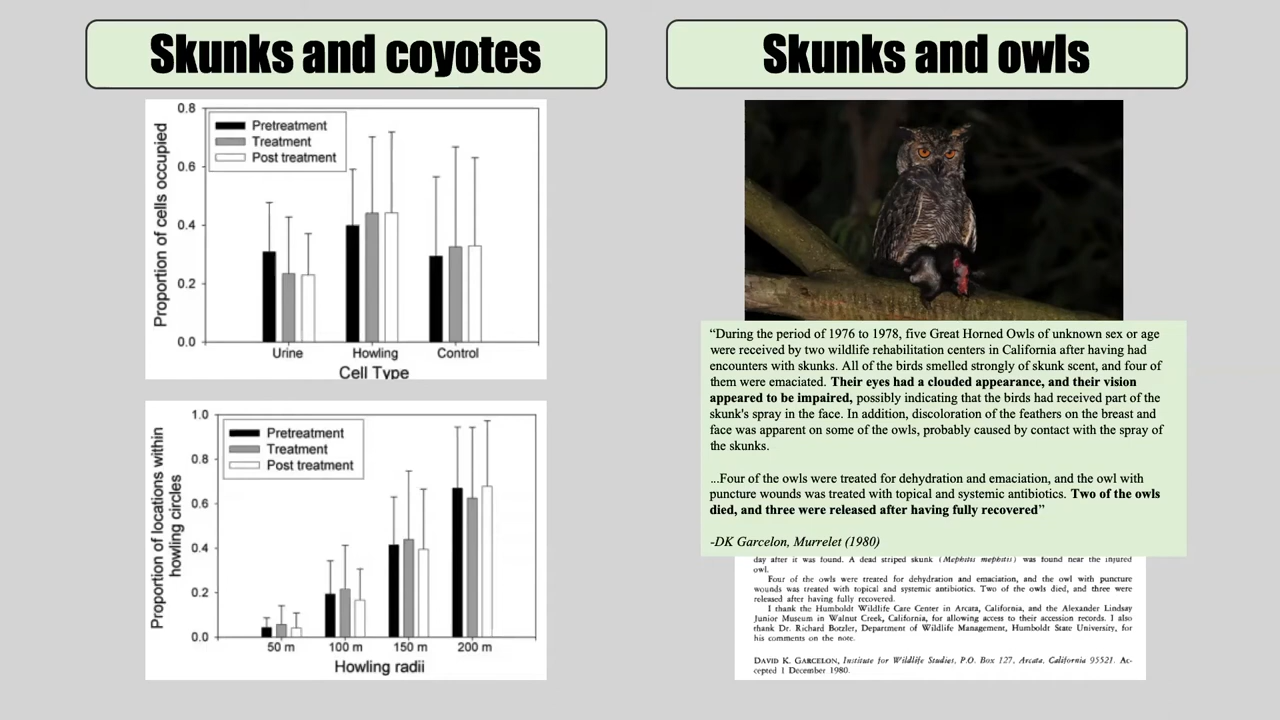 Skunks and coyotes
Skunks and owls
0.8
0.6
0.4
0.2
0.0
Proportion of cells occupied
Pretreatment
Treatment
Post treatment
Urine
Howling
Control
Cell Type
1.0
0.8
0.6
0.4
0.2
0.0
Proportion of locations within
howling circles
Pretreatment
Treatment
Post treatment
50 m
100 m
150 m
200 m
Howling radii
“During the period of 1976 to 1978, five Great Horned Owls of unknown sex or age
were received by two wildlife rehabilitation centers in California after having had
encounters with skunks. All of the birds smelled strongly of skunk scent, and four of
them were emaciated. Their eyes had a clouded appearance, and their vision
appeared to be impaired, possibly indicating that the birds had received part of the
skunk's spray in the face. In addition, discoloration of the feathers on the breast and
face was apparent on some of the owls, probably caused by contact with the spray of
the skunks.
...Four of the owls were treated for dehydration and emaciation, and the owl with
puncture wounds was treated with topical and systemic antibiotics. Two of the owls
died, and three were released after having fully recovered”
-DK Garcelon, Murrelet (1980)
day after it was found. A dead striped skunk (Mephitis mephitis) was found near the injured
owl.
Four of the owls were treated for dehydration and emaciation, and the owl with puncture
wounds was treated with topical and systemic antibiotics. Two of the owls died, and three were
released after having fully recovered.
I thank the Humboldt Wildlife Care Center in Arcata, California, and the Alexander Lindsay
Junior Museum in Walnut Creek, California, for allowing access to their accession records. I also
thank Dr. Richard Botzler, Department of Wildlife Management, Humboldt State University, for
his comments on the note.
DAVID K. GARCELON, Institute for Wildlife Studies, P.O. Box 127, Arcata, California 95521. Ac-
cepted 1 December 1980.